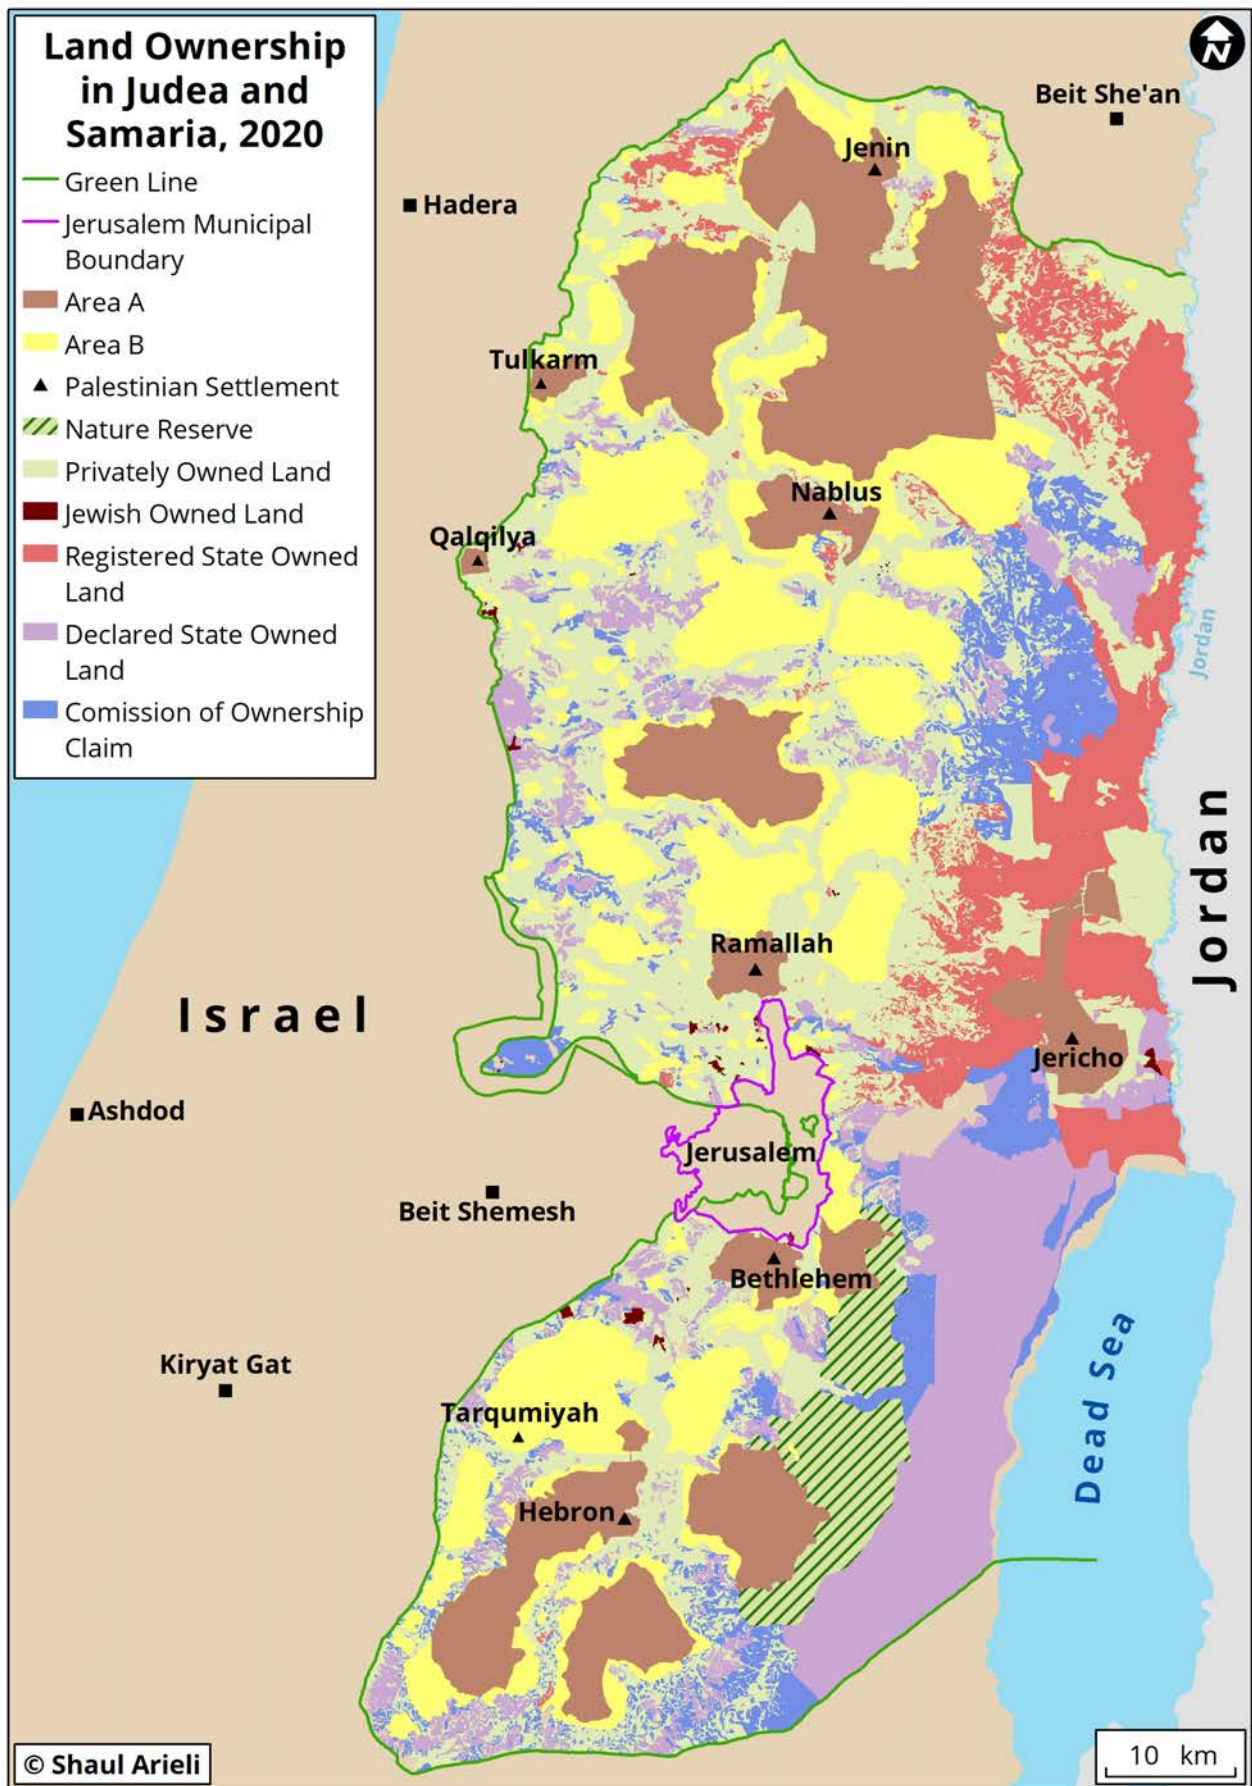 Land Ownership
in Judea and
Samaria, 2020
Green Line
Jerusalem Municipal
Boundary
Area A
Area B
Palestinian Settlement
Nature Reserve
Privately Owned Land
Jewish Owned Land
Registered State Owned
Land
Declared State Owned
Land
Comission of Ownership
Claim
N
Beit She'an
Jenin
Hadera
Tulkarm
Nablus
Qalqilya
Jordan
Jordan
Ramallah
Israel
Jericho
Ashdod
Jerusalem
Beit Shemesh
Bethlehem
Kiryat Gat
Dead Sea
Tarqumiyah
Hebron
© Shaul Arieli
10 km